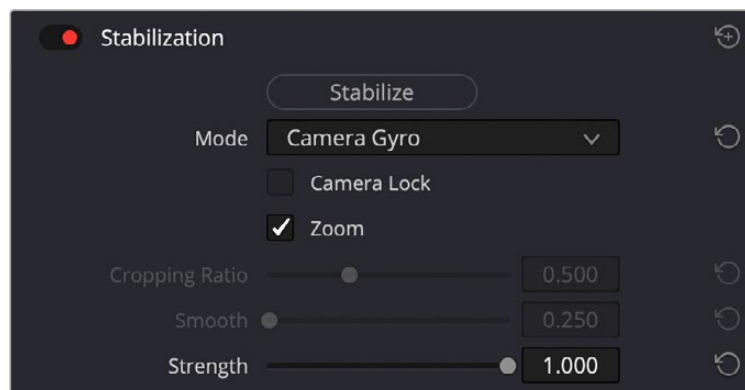 Stabilization
Stabilize
Mode Camera Gyro
Camera Lock
Zoom
Cropping Ratio 0.500
Smooth 0.250
Strength 1.000